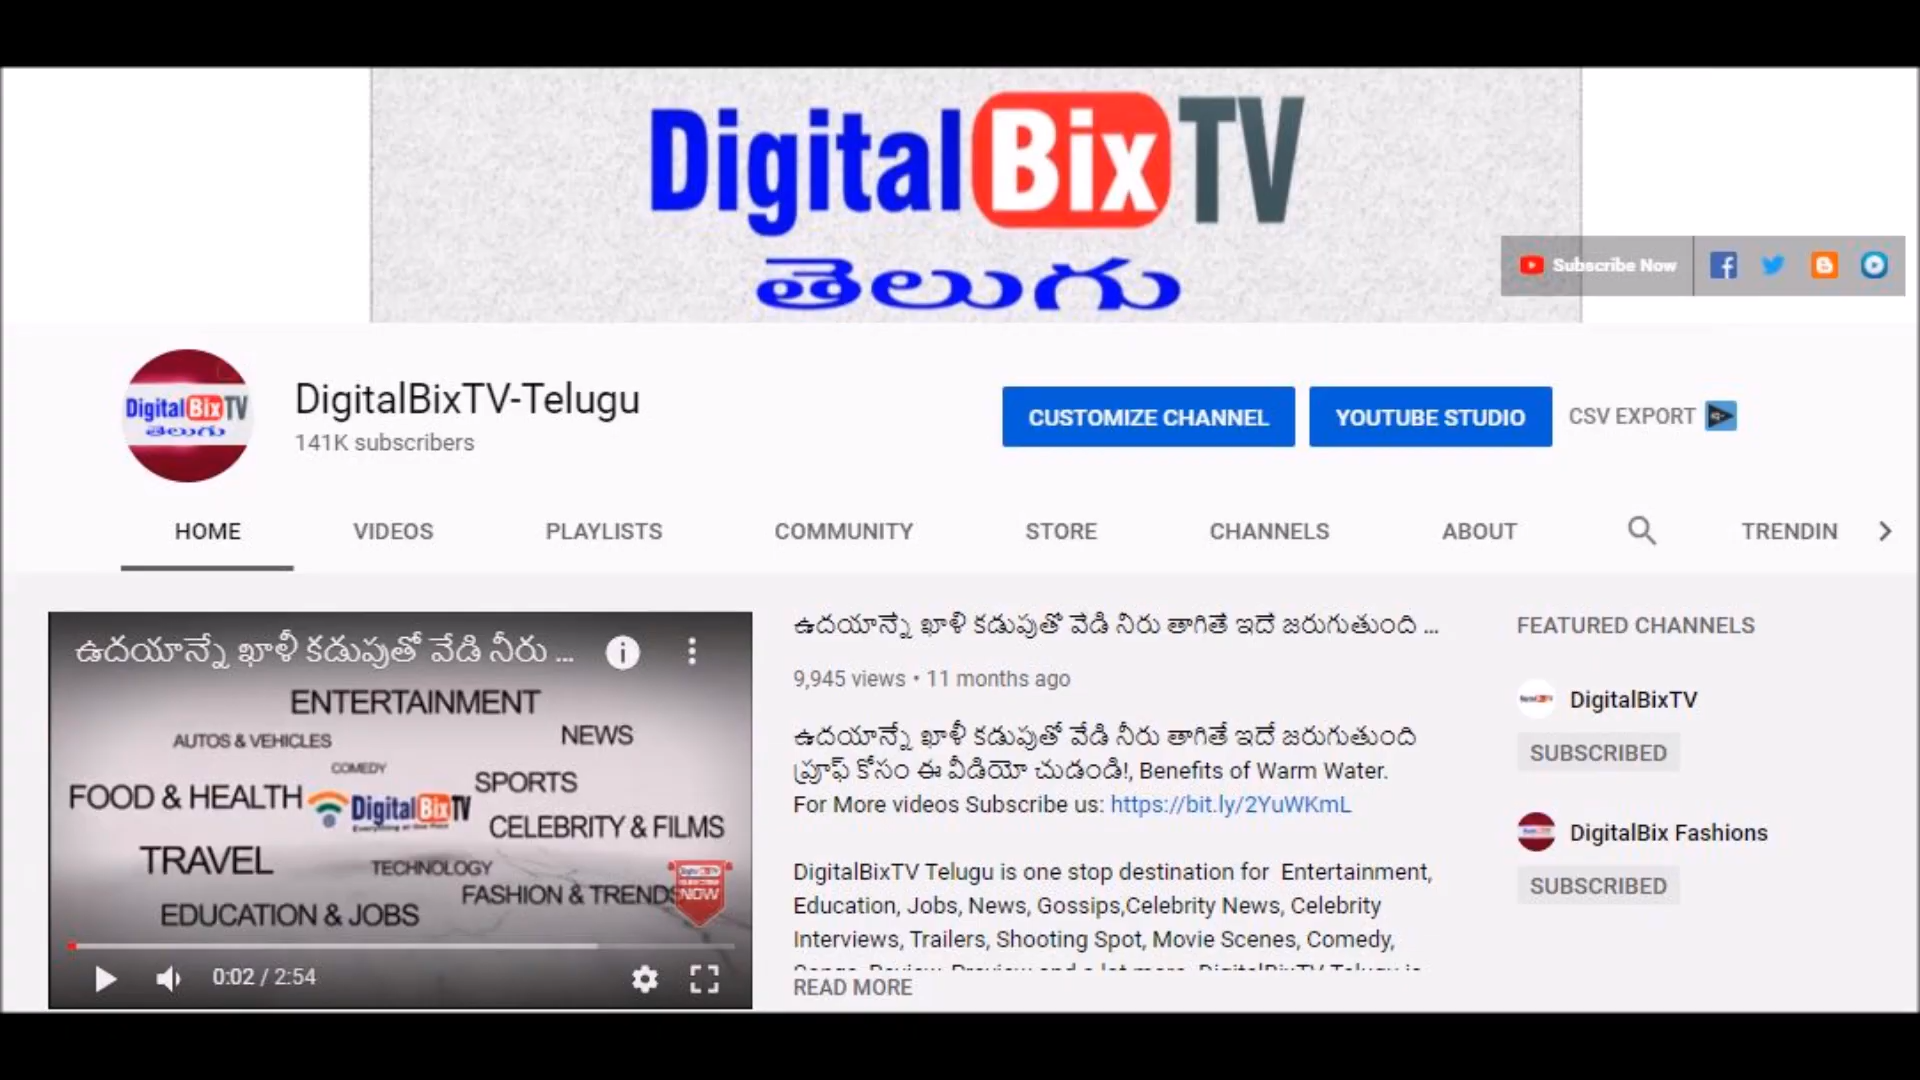 DigitalBixTV
తెలుగు
Subscribe Now
DigitalBixTV
తెలుగు
DigitalBixTV-Telugu
141K subscribers
CUSTOMIZE CHANNEL
YOUTUBE STUDIO
CSV EXPORT
HOME
VIDEOS
PLAYLISTS
COMMUNITY
STORE
CHANNELS
ABOUT
TRENDIN
ఉదయాన్నే ఖాళీ కడుపుతో వేడి నీరు ...
ENTERTAINMENT
AUTOS & VEHICLES
NEWS
COMEDY
FOOD & HEALTH
SPORTS
DigitalBixTV
CELEBRITY & FILMS
TRAVEL
TECHNOLOGY
FASHION & TRENDS
NOW
EDUCATION & JOBS
0:02 / 2:54
ఉదయాన్నే ఖాళీ కడుపుతో వేడి నీరు తాగితే ఇదే జరుగుతుంది ...
9,945 views • 11 months ago
ఉదయాన్నే ఖాళీ కడుపుతో వేడి నీరు తాగితే ఇదే జరుగుతుంది
ప్రూఫ్ కోసం ఈ వీడియో చుడండి!, Benefits of Warm Water.
For More videos Subscribe us: https://bit.ly/2YuWKmL
DigitalBixTV Telugu is one stop destination for Entertainment,
Education, Jobs, News, Gossips,Celebrity News, Celebrity
Interviews, Trailers, Shooting Spot, Movie Scenes, Comedy,
READ MORE
FEATURED CHANNELS
DigitalBixTV
SUBSCRIBED
DigitalBix Fashions
SUBSCRIBED